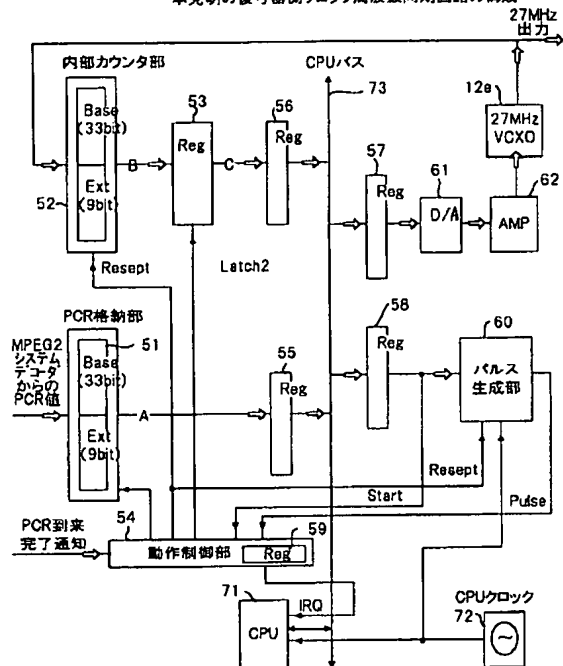 27MHz
出力
内部カウンタ部
CPUバス
12e
53
56
73
27MHz
VCXO
Base
(33bit)
Reg
Reg
57
Reg
61
62
B
C
D/A
AMP
Ext
(9bit)
52
Resept
Latch2
58
60
PCR格納部
Reg
MPEG2
システム
デコーダ
からの
PCR値
51
Base
(33bit)
55
Reg
パルス
生成部
A
Ext
(9bit)
Resept
Start
Pulse
PCR到来
完了通知
54
59
動作制御部
Reg
71
IRQ
CPUクロック
72
CPU